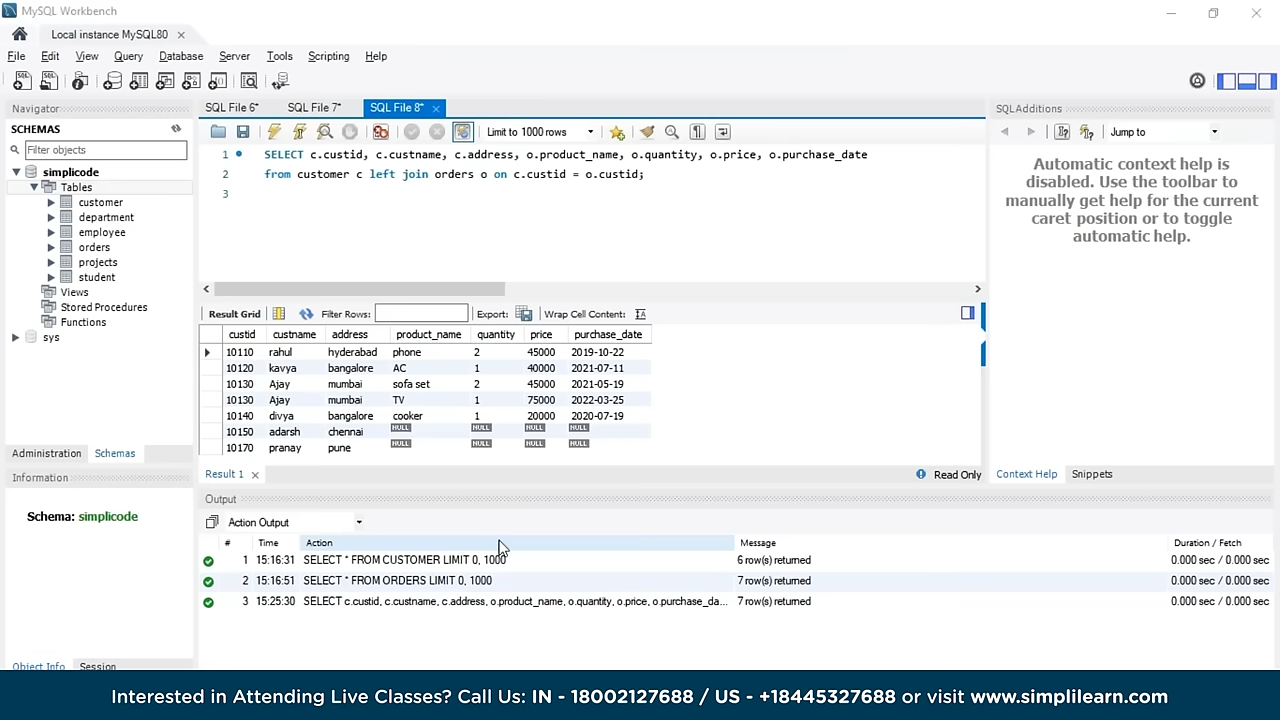 MySQL Workbench
Local instance MySQL80
File Edit View Query Database Server Tools Scripting Help
Navigator
SCHEMAS
Filter objects
simplicode
Tables
customer
department
employee
orders
projects
student
Views
Stored Procedures
Functions
sys
Administration Schemas
Information
Schema: simplicode
Object Info Session
SQL File 6* SQL File 7* SQL File 8*
Limit to 1000 rows
1 SELECT c.custid, c.custname, c.address, o.product_name, o.quantity, o.price, o.purchase_date
2 from customer c left join orders o on c.custid = o.custid;
3
Result Grid Filter Rows: Export: Wrap Cell Content:
custid custname address product_name quantity price purchase_date
10110 rahul hyderabad phone 2 45000 2019-10-22
10120 kavya bangalore AC 1 40000 2021-07-11
10130 Ajay mumbai sofa set 2 45000 2021-05-19
10130 Ajay mumbai TV 1 75000 2022-03-25
10140 divya bangalore cooker 1 20000 2020-07-19
10150 adarsh chennai NULL NULL NULL NULL
10170 pranay pune NULL NULL NULL NULL
Result 1 Read Only
SQLAdditions
Jump to
Automatic context help is
disabled. Use the toolbar to
manually get help for the current
caret position or to toggle
automatic help.
Context Help Snippets
Output
Action Output
# Time Action Message Duration / Fetch
1 15:16:31 SELECT * FROM CUSTOMER LIMIT 0, 1000 6 row(s) returned 0.000 sec / 0.000 sec
2 15:16:51 SELECT * FROM ORDERS LIMIT 0, 1000 7 row(s) returned 0.000 sec / 0.000 sec
3 15:25:30 SELECT c.custid, c.custname, c.address, o.product_name, o.quantity, o.price, o.purchase_da... 7 row(s) returned 0.000 sec / 0.000 sec
Interested in Attending Live Classes? Call Us: IN - 18002127688 / US - +18445327688 or visit www.simplilearn.com